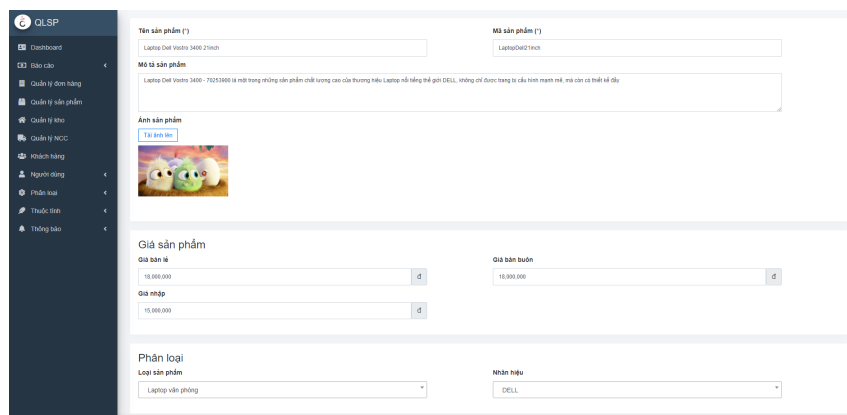 QLSP
Dashboard
Báo cáo
Quản lý đơn hàng
Quản lý sản phẩm
Quản lý kho
Quản lý NCC
Khách hàng
Người dùng
Phân loại
Thuộc tính
Thông báo
Tên sản phẩm (*)
Mã sản phẩm (*)
Laptop Dell Vostro 3400 21inch
LaptopDell21inch
Mô tả sản phẩm
Laptop Dell Vostro 3400 - 70253900 là một trong những sản phẩm chất lượng cao của thương hiệu Laptop nổi tiếng thế giới DELL, không chỉ được trang bị cấu hình mạnh mẽ, mà còn có thiết kế đầy
Ảnh sản phẩm
Tải ảnh lên
Giá sản phẩm
Giá bán lẻ
Giá bán buôn
18,000,000 đ
18,000,000 đ
Giá nhập
15,000,000 đ
Phân loại
Loại sản phẩm
Nhãn hiệu
Laptop văn phòng
DELL